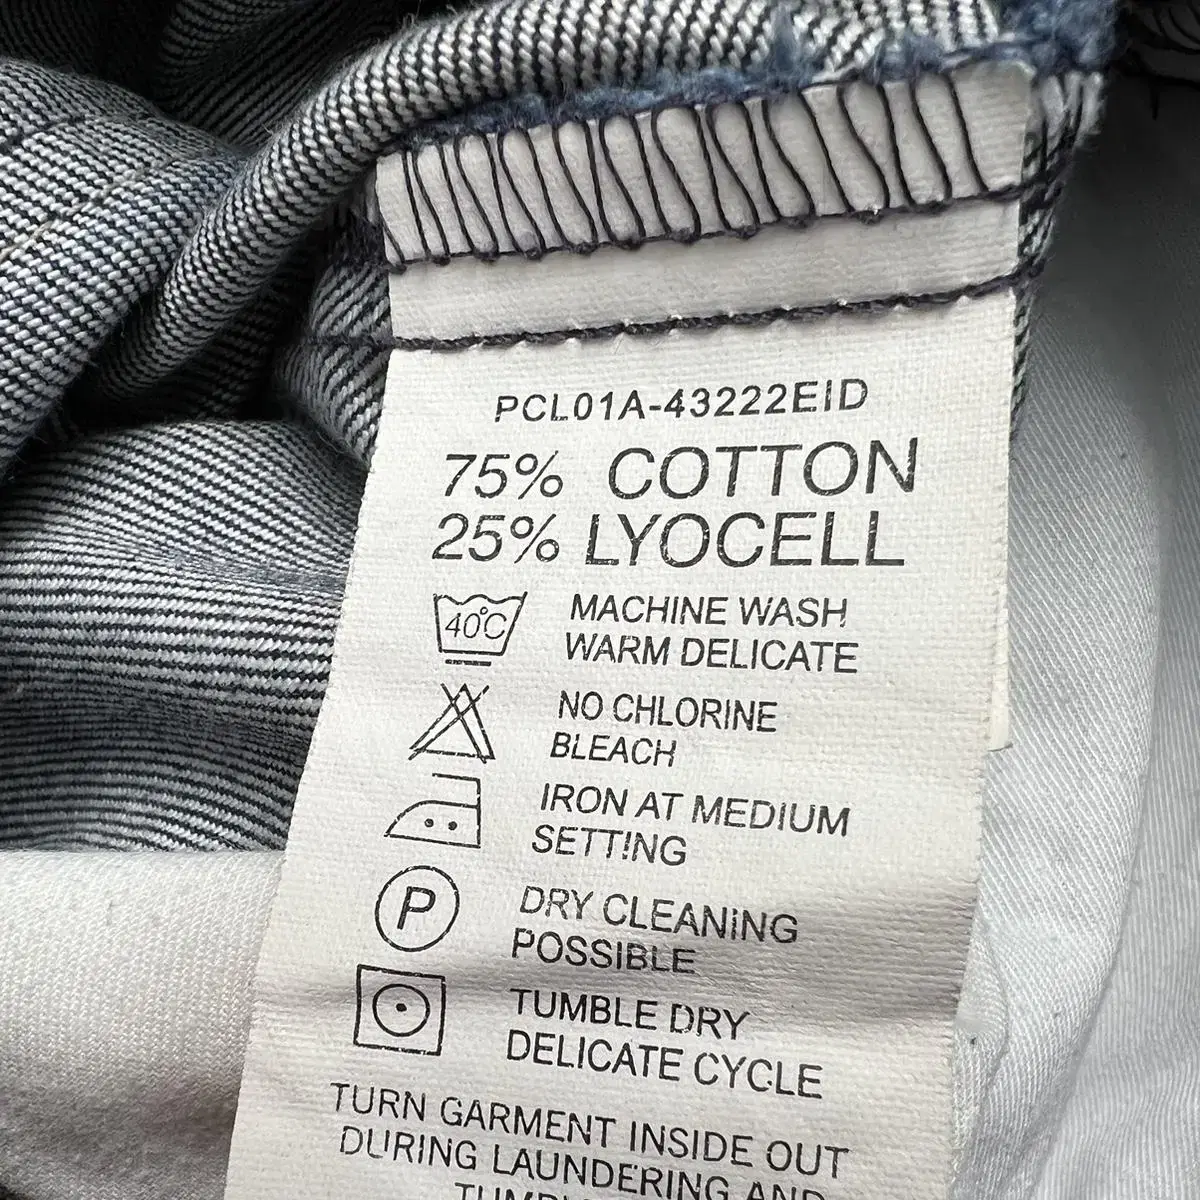 PCL01A-43222EID
75% COTTON
25% LYOCELL
40°C MACHINE WASH
WARM DELICATE
NO CHLORINE
BLEACH
IRON AT MEDIUM
SETTING
P DRY CLEANING
POSSIBLE
TUMBLE DRY
DELICATE CYCLE
TURN GARMENT INSIDE OUT
DURING LAUNDERING AND